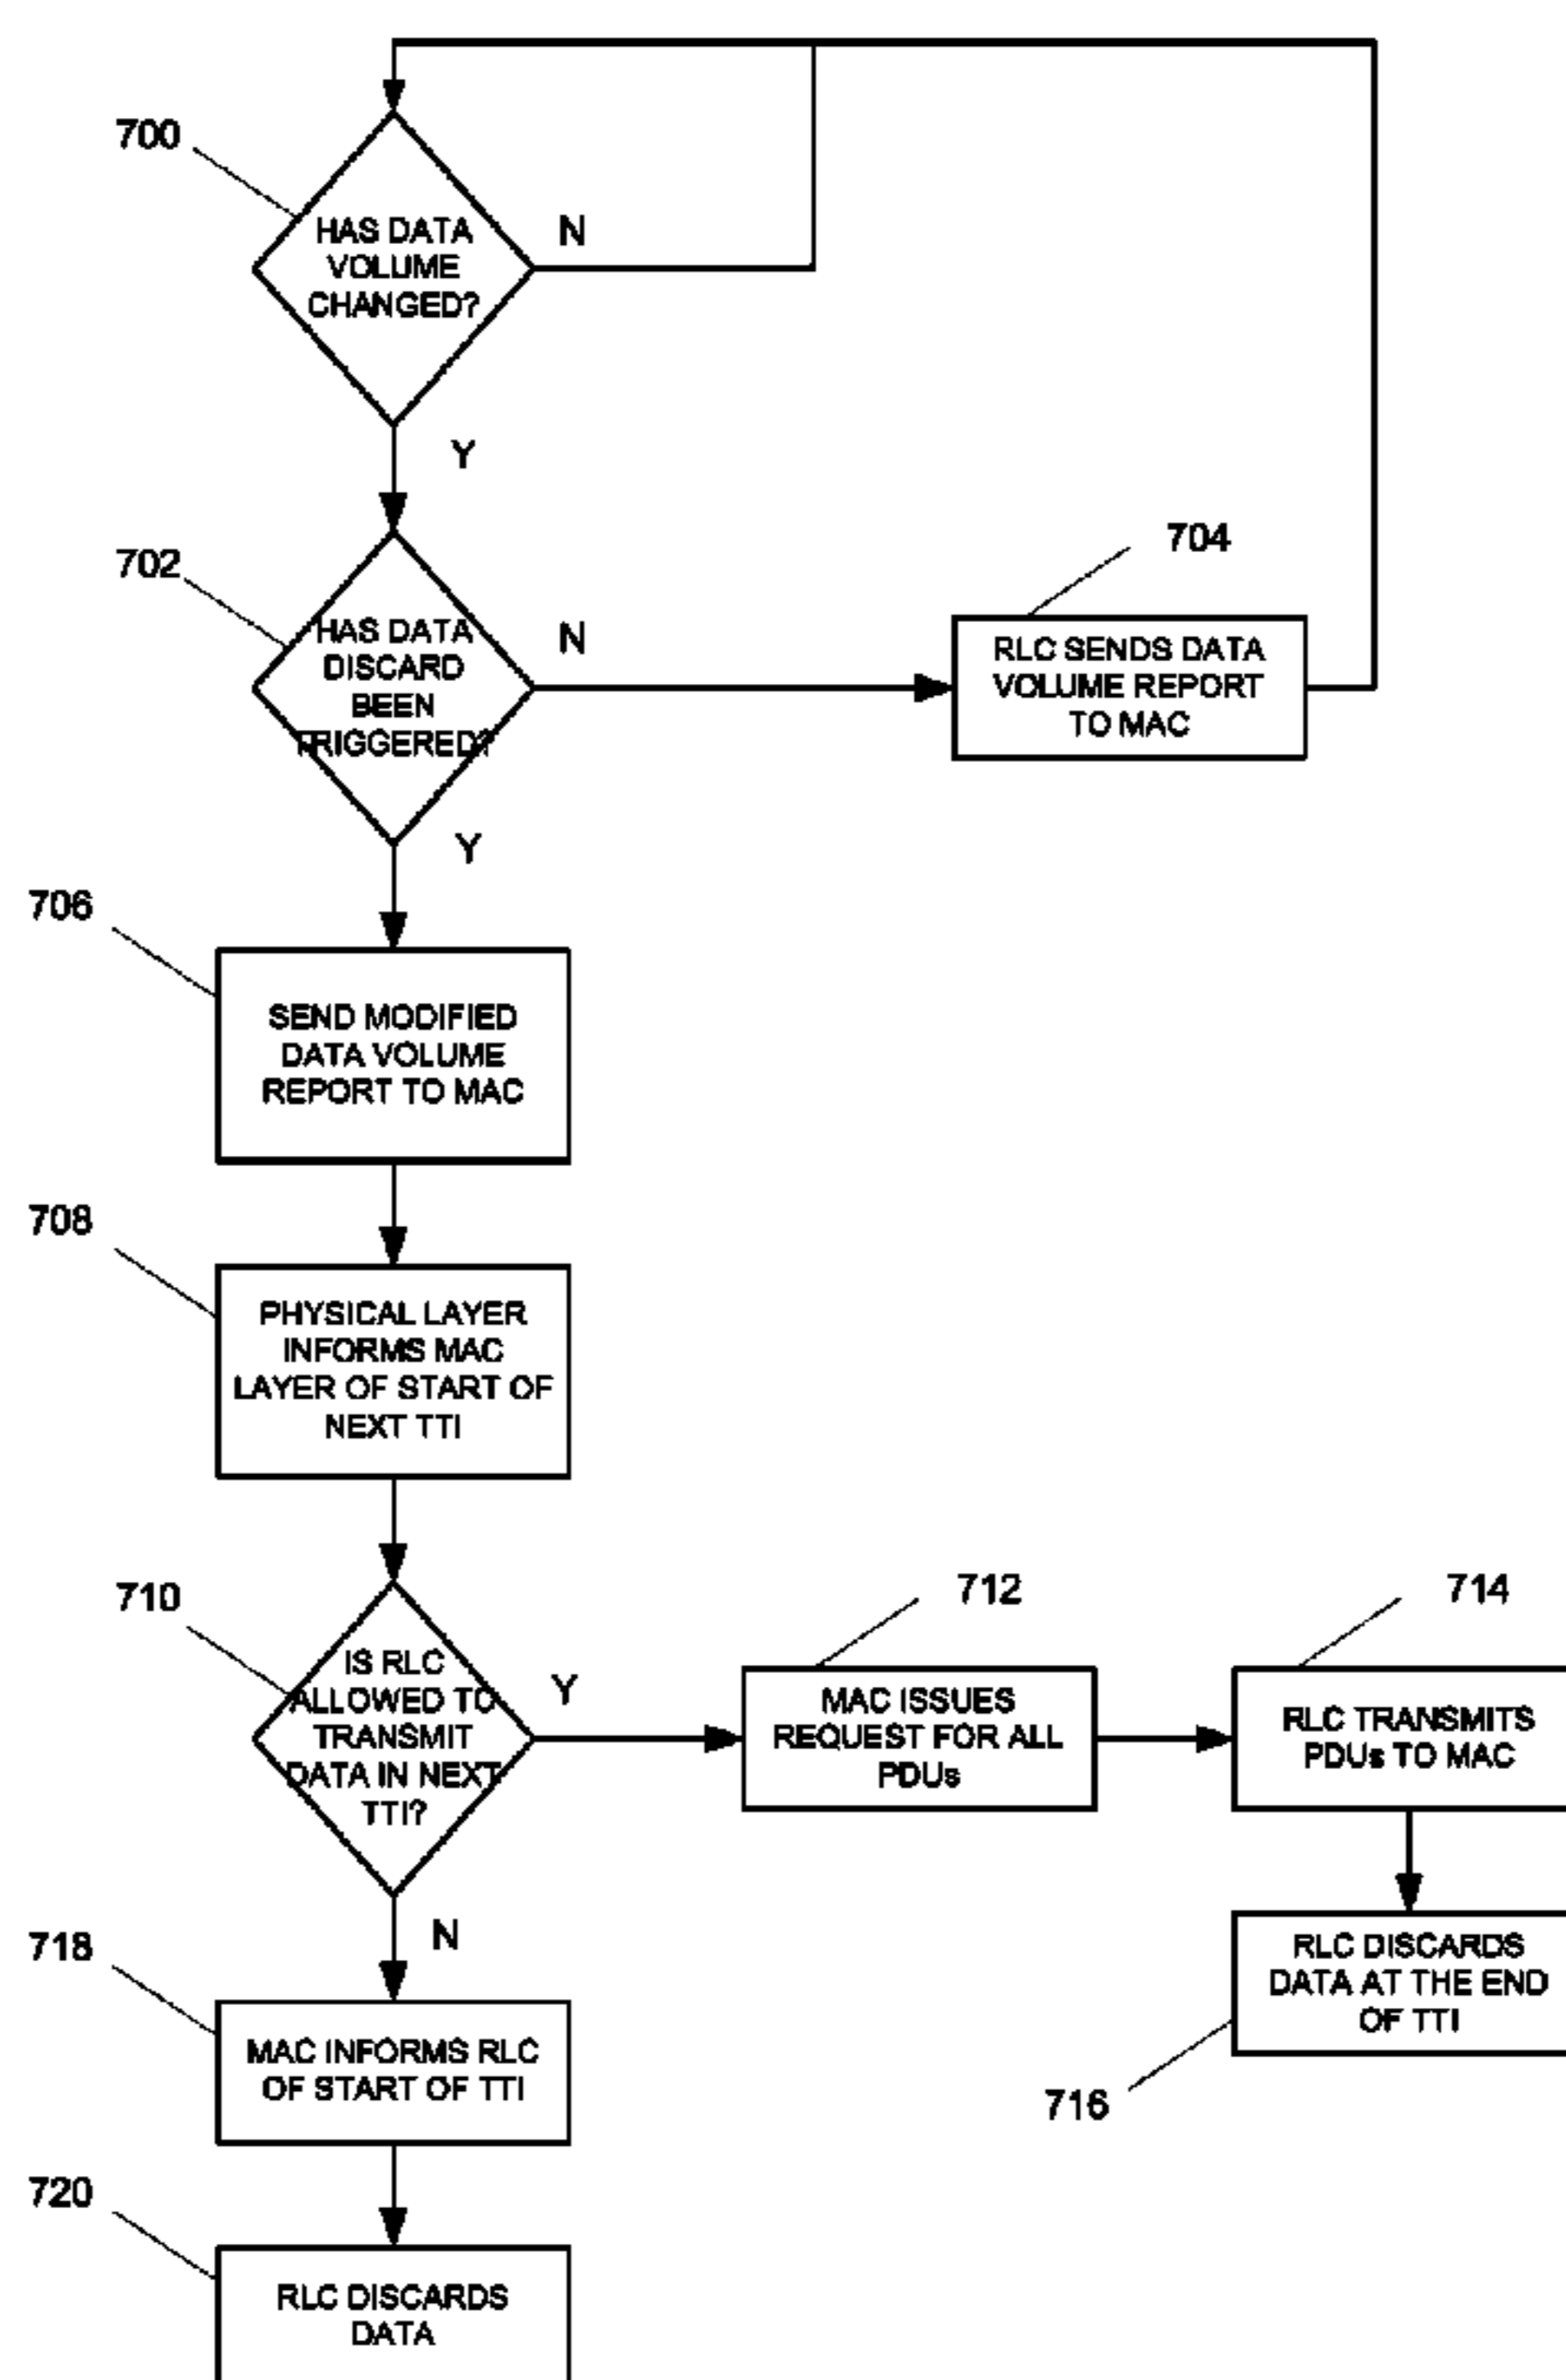 700
HAS DATA
VOLUME
CHANGED?
N
Y
702
HAS DATA
DISCARD
BEEN
TRIGGERED?
N
704
RLC SENDS DATA
VOLUME REPORT
TO MAC
Y
706
SEND MODIFIED
DATA VOLUME
REPORT TO MAC
708
PHYSICAL LAYER
INFORMS MAC
LAYER OF START OF
NEXT TTI
710
IS RLC
ALLOWED TO
TRANSMIT
DATA IN NEXT
TTI?
Y
712
MAC ISSUES
REQUEST FOR ALL
PDUs
714
RLC TRANSMITS
PDUs TO MAC
N
716
RLC DISCARDS
DATA AT THE END
OF TTI
718
MAC INFORMS RLC
OF START OF TTI
720
RLC DISCARDS
DATA